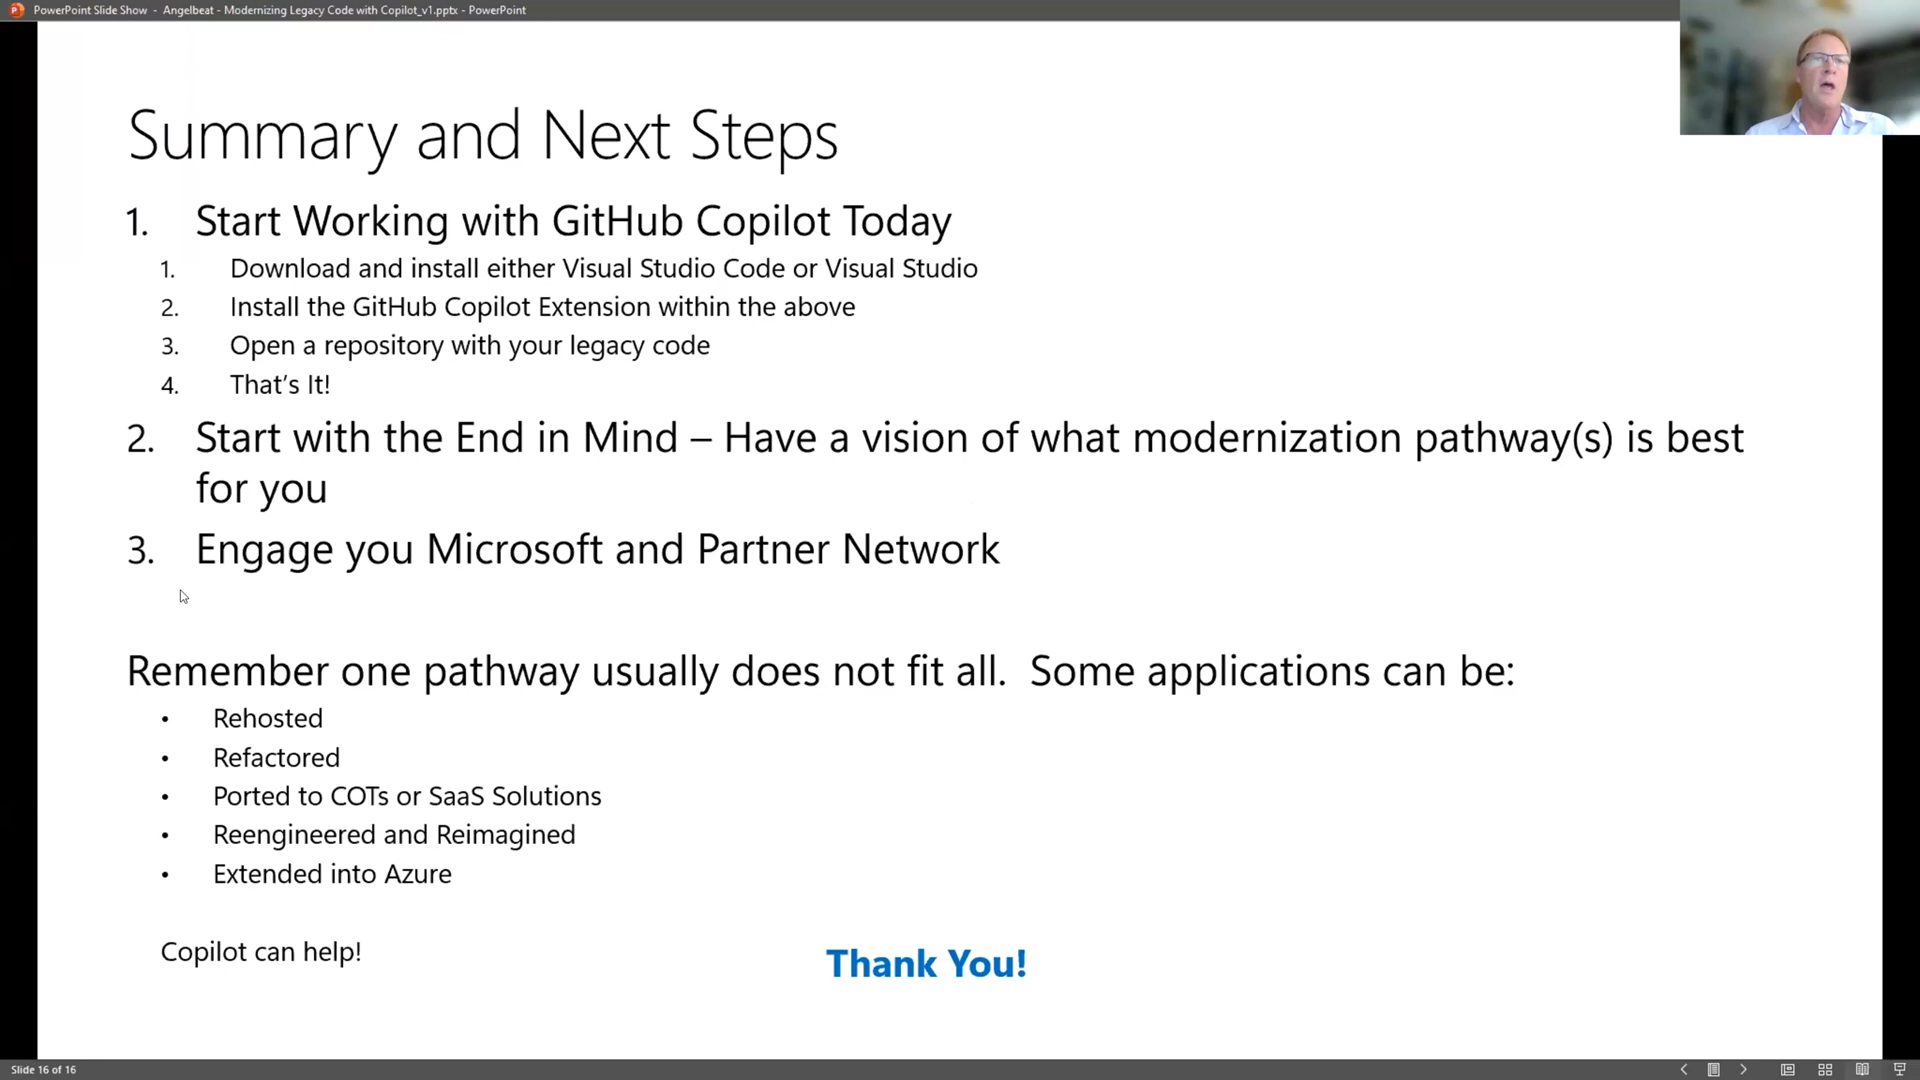 PowerPoint Slide Show - Angelbeat - Modernizing Legacy Code with Copilot_v1.pptx - PowerPoint
Summary and Next Steps
1. Start Working with GitHub Copilot Today
1. Download and install either Visual Studio Code or Visual Studio
2. Install the GitHub Copilot Extension within the above
3. Open a repository with your legacy code
4. That’s It!
2. Start with the End in Mind – Have a vision of what modernization pathway(s) is best
for you
3. Engage you Microsoft and Partner Network
Remember one pathway usually does not fit all. Some applications can be:
• Rehosted
• Refactored
• Ported to COTs or SaaS Solutions
• Reengineered and Reimagined
• Extended into Azure
Copilot can help!
Thank You!
Slide 16 of 16